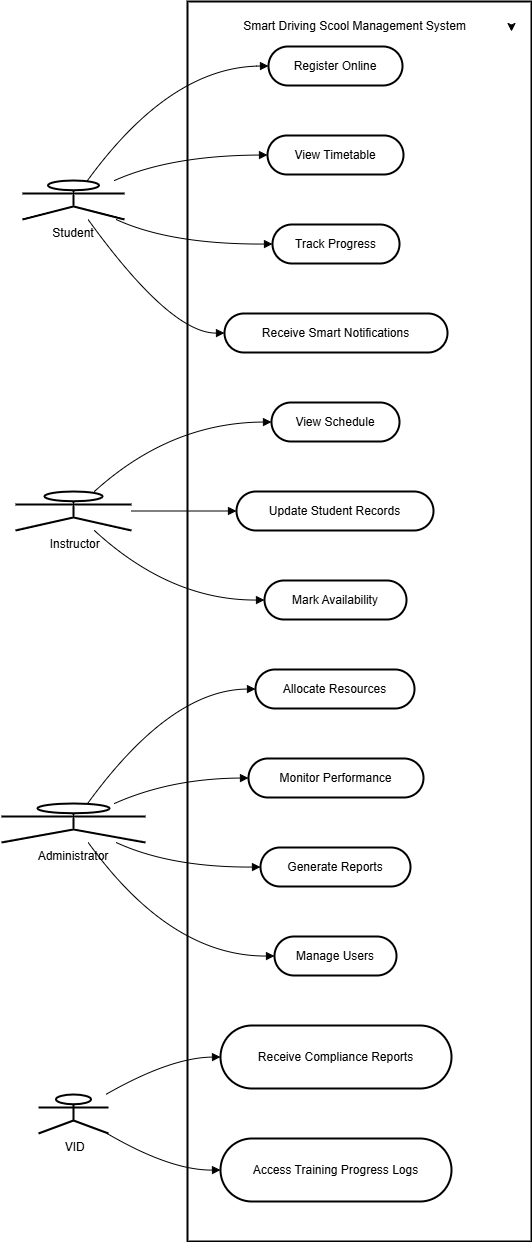 Smart Driving Scool Management System
Register Online
View Timetable
Student
Track Progress
Receive Smart Notifications
View Schedule
Update Student Records
Instructor
Mark Availability
Allocate Resources
Monitor Performance
Administrator
Generate Reports
Manage Users
Receive Compliance Reports
VID
Access Training Progress Logs